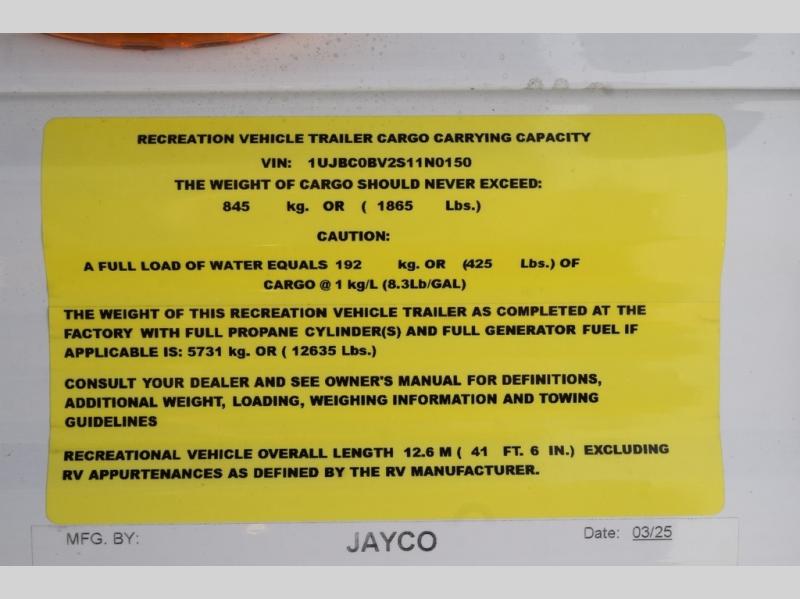 RECREATION VEHICLE TRAILER CARGO CARRYING CAPACITY
VIN: 1UJBC0BV2S11N0150
THE WEIGHT OF CARGO SHOULD NEVER EXCEED:
845 kg. OR ( 1865 Lbs.)
CAUTION:
A FULL LOAD OF WATER EQUALS 192 kg. OR (425 Lbs.) OF
CARGO @ 1 kg/L (8.3Lb/GAL)
THE WEIGHT OF THIS RECREATION VEHICLE TRAILER AS COMPLETED AT THE
FACTORY WITH FULL PROPANE CYLINDER(S) AND FULL GENERATOR FUEL IF
APPLICABLE IS: 5731 kg. OR ( 12635 Lbs.)
CONSULT YOUR DEALER AND SEE OWNER'S MANUAL FOR DEFINITIONS,
ADDITIONAL WEIGHT, LOADING, WEIGHING INFORMATION AND TOWING
GUIDELINES
RECREATIONAL VEHICLE OVERALL LENGTH 12.6 M ( 41 FT. 6 IN.) EXCLUDING
RV APPURTENANCES AS DEFINED BY THE RV MANUFACTURER.
MFG. BY: JAYCO Date: 03/25